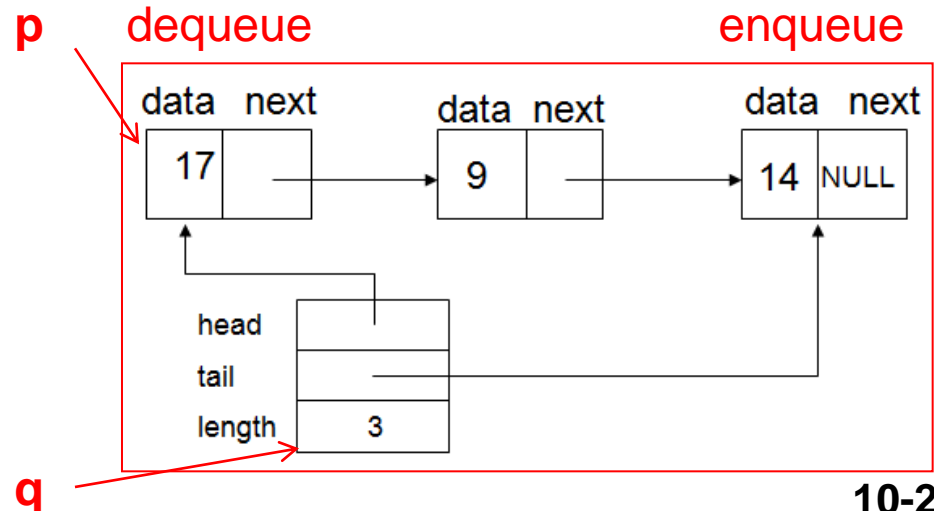 p dequeue enqueue
data next data next data next
17 9 14 NULL
head
tail
length 3
q
10-2